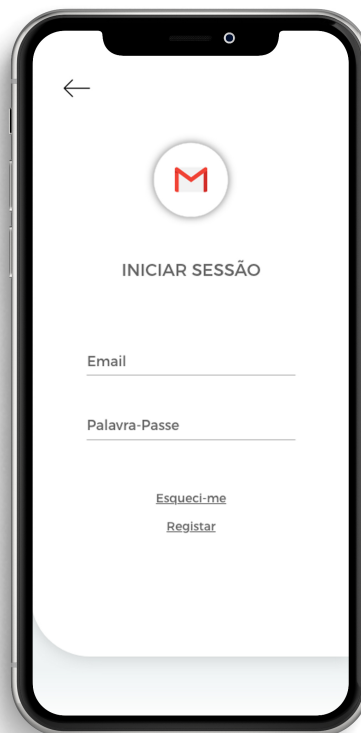 INICIAR SESSÃO
Email
Palavra-Passe
Esqueci-me
Registar